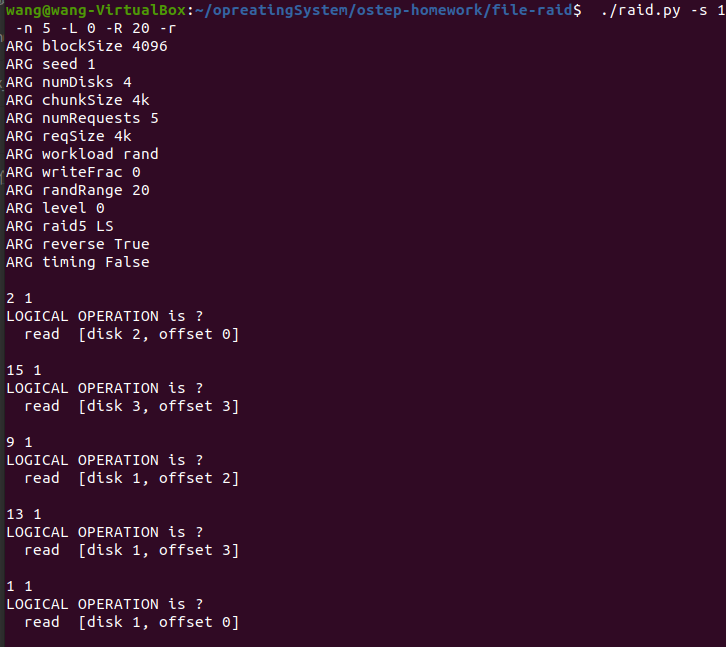 wang@wang-VirtualBox:~/opreatingSystem/ostep-homework/file-raid$  ./raid.py -s 1
 -n 5 -L 0 -R 20 -r
ARG blockSize 4096
ARG seed 1
ARG numDisks 4
ARG chunkSize 4k
ARG numRequests 5
ARG reqSize 4k
ARG workload rand
ARG writeFrac 0
ARG randRange 20
ARG level 0
ARG raid5 LS
ARG reverse True
ARG timing False

2 1
LOGICAL OPERATION is ?
  read  [disk 2, offset 0]

15 1
LOGICAL OPERATION is ?
  read  [disk 3, offset 3]

9 1
LOGICAL OPERATION is ?
  read  [disk 1, offset 2]

13 1
LOGICAL OPERATION is ?
  read  [disk 1, offset 3]

1 1
LOGICAL OPERATION is ?
  read  [disk 1, offset 0]